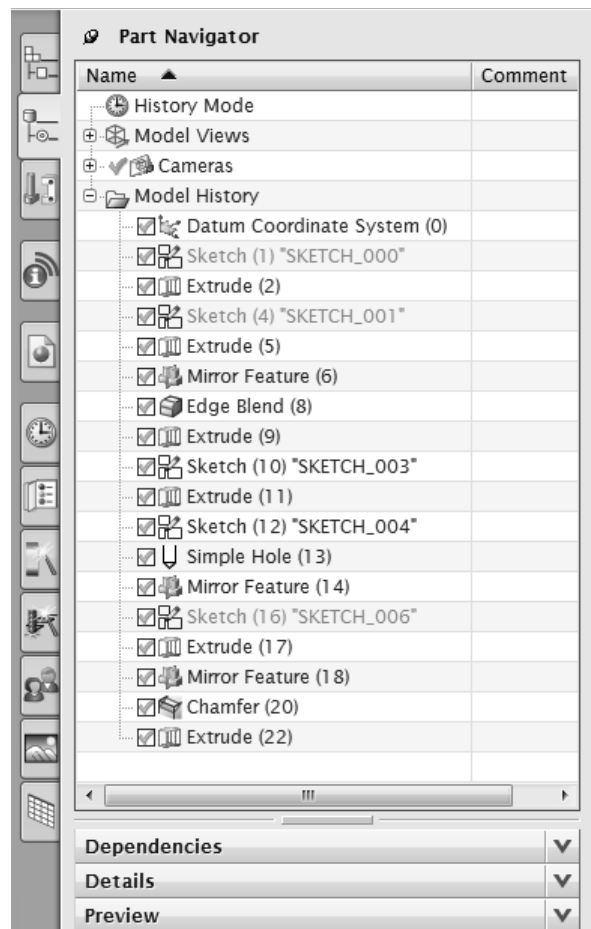 Part Navigator
Name Comment
History Mode
Model Views
Cameras
Model History
Datum Coordinate System (0)
Sketch (1) "SKETCH_000"
Extrude (2)
Sketch (4) "SKETCH_001"
Extrude (5)
Mirror Feature (6)
Edge Blend (8)
Extrude (9)
Sketch (10) "SKETCH_003"
Extrude (11)
Sketch (12) "SKETCH_004"
Simple Hole (13)
Mirror Feature (14)
Sketch (16) "SKETCH_006"
Extrude (17)
Mirror Feature (18)
Chamfer (20)
Extrude (22)
Dependencies
Details
Preview